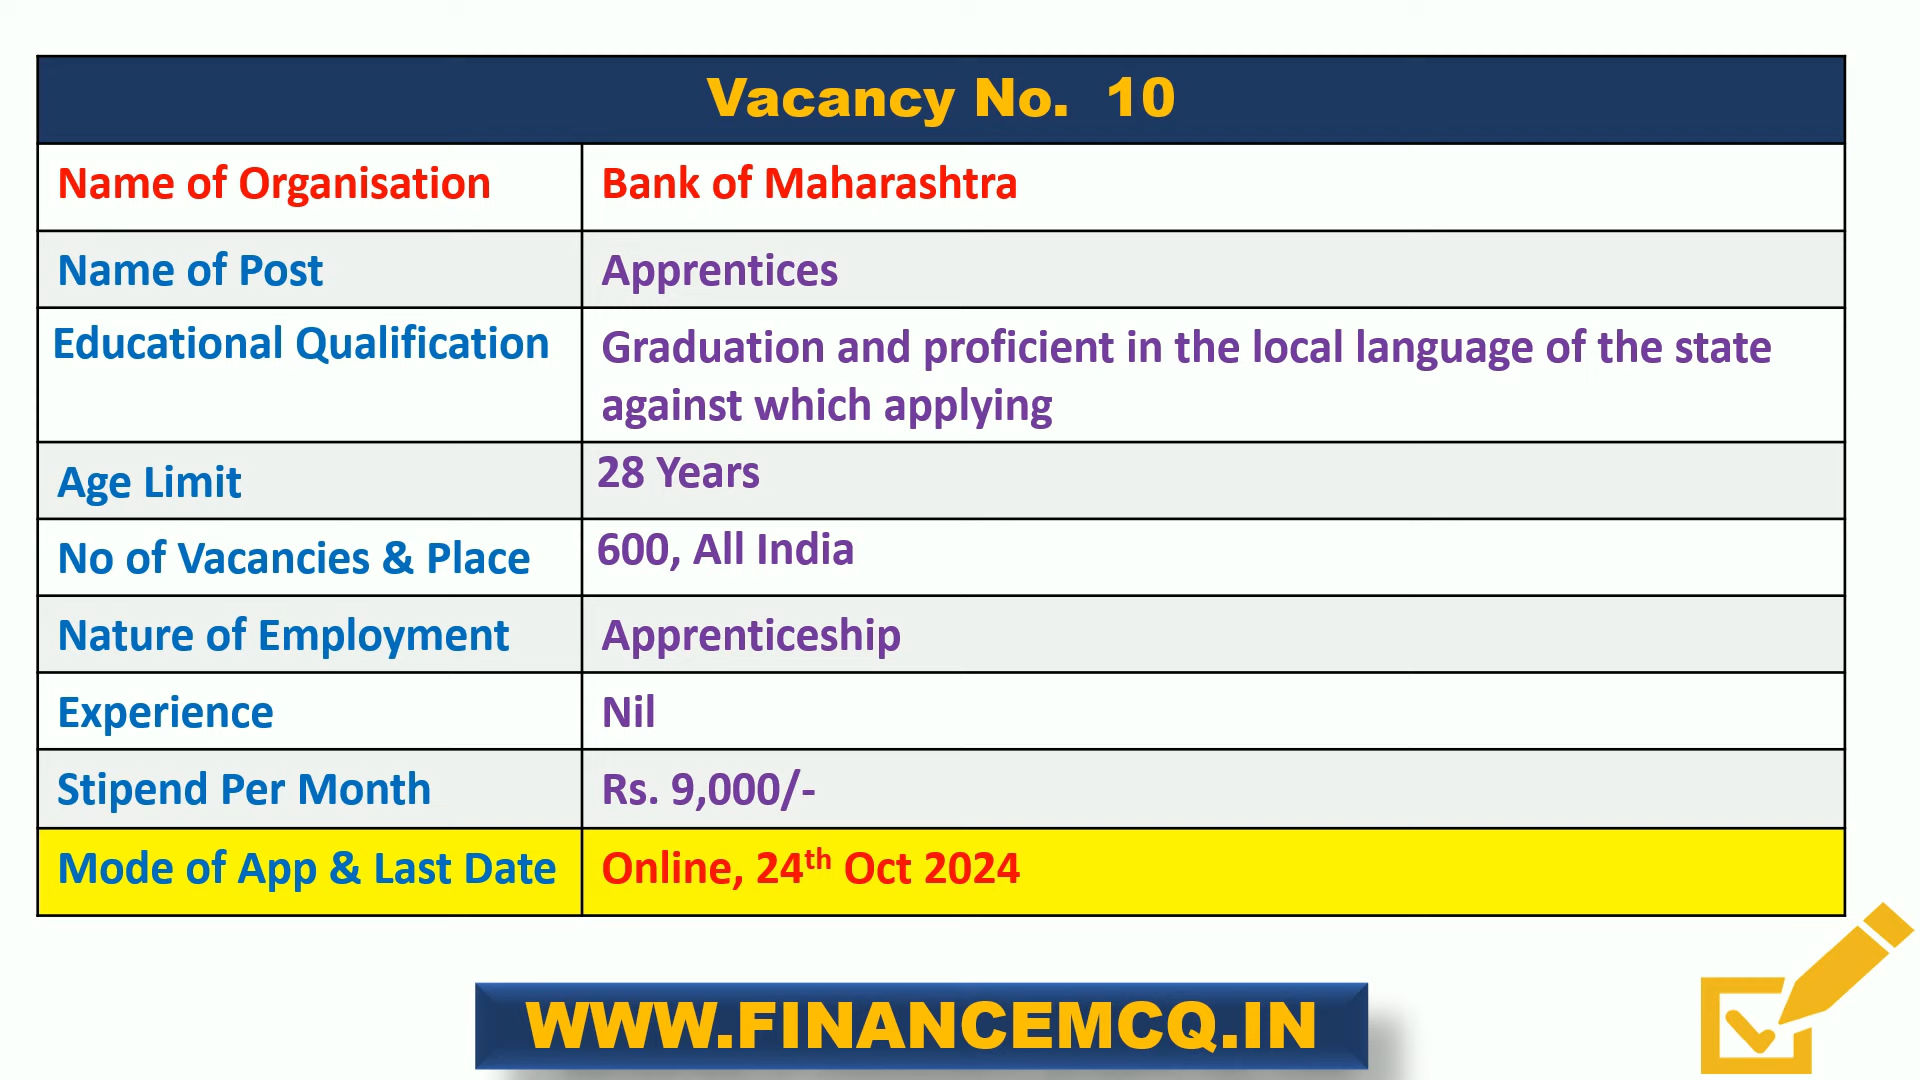 Vacancy No. 10
Name of Organisation Bank of Maharashtra
Name of Post Apprentices
Educational Qualification Graduation and proficient in the local language of the state
against which applying
Age Limit 28 Years
No of Vacancies & Place 600, All India
Nature of Employment Apprenticeship
Experience Nil
Stipend Per Month Rs. 9,000/-
Mode of App & Last Date Online, 24th Oct 2024
WWW.FINANCEMCQ.IN